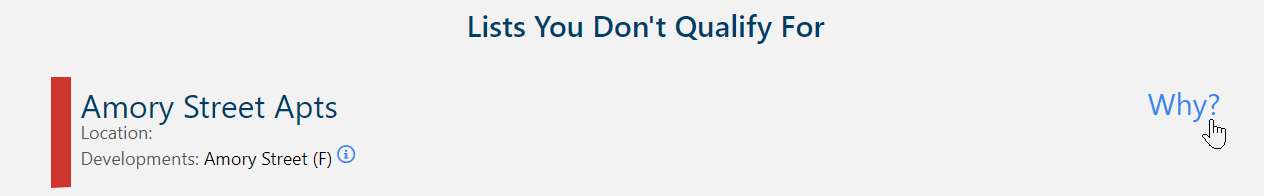 Lists You Don't Qualify For
Amory Street Apts
Why?
Location:
Developments: Amory Street (F)